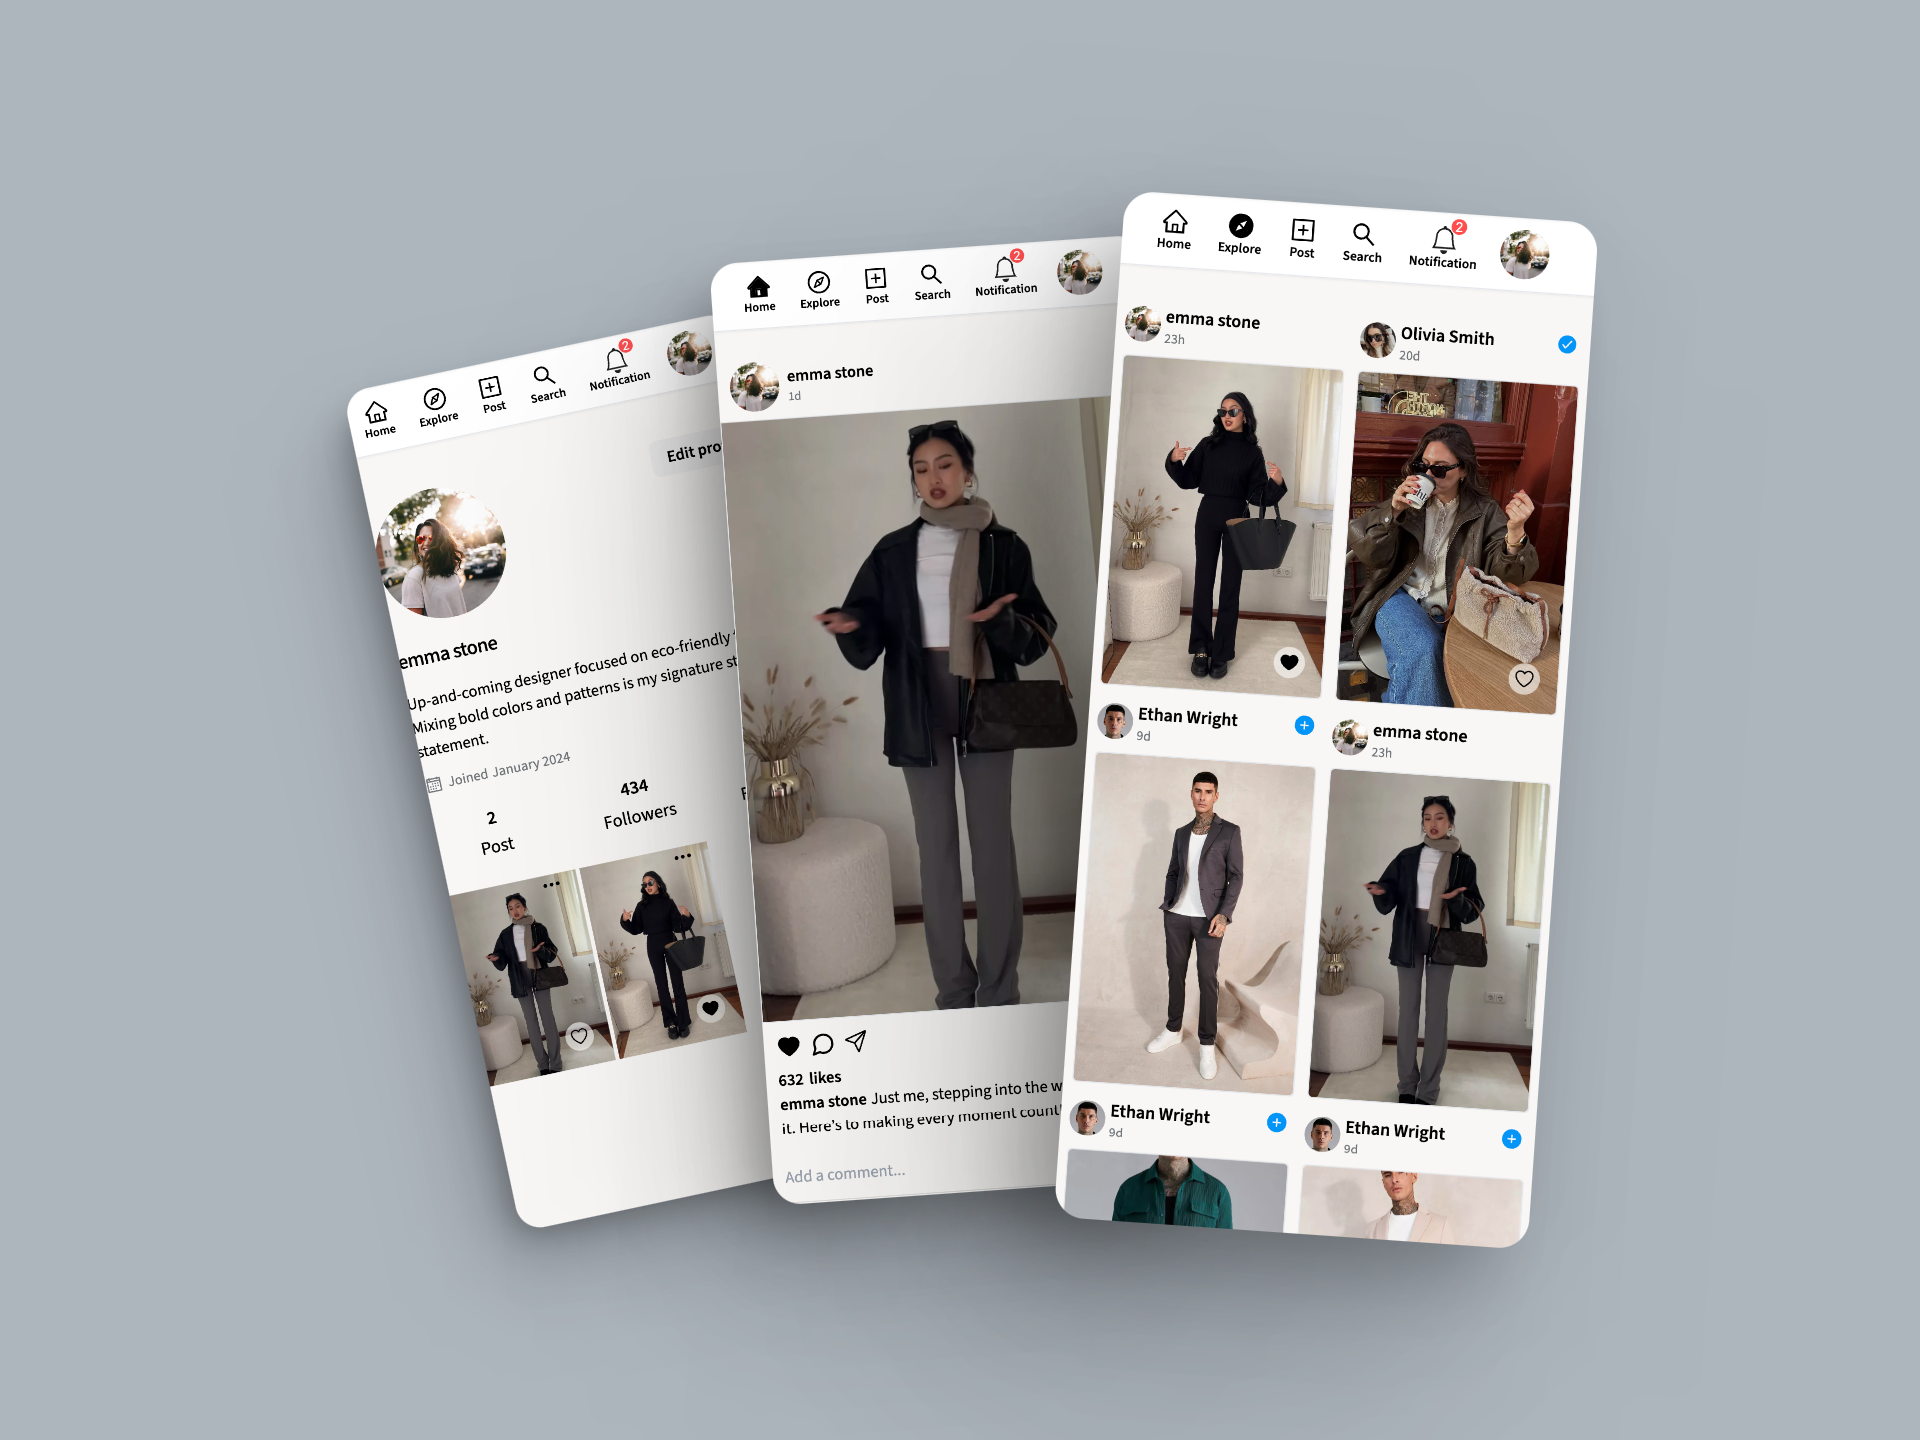 Home
Explore
Post
Search
2
Notification
Edit pro
emma stone
Up-and-coming designer focused on eco-friendly
Mixing bold colors and patterns is my signature st
statement.
Joined January 2024
2
Post
434
Followers
Home
Explore
Post
Search
2
Notification
emma stone
1d
632 likes
emma stone Just me, stepping into the w
it. Here's to making every moment count
Add a comment...
Home
Explore
Post
Search
2
Notification
emma stone
23h
Olivia Smith
20d
Ethan Wright
9d
emma stone
23h
Ethan Wright
9d
Ethan Wright
9d